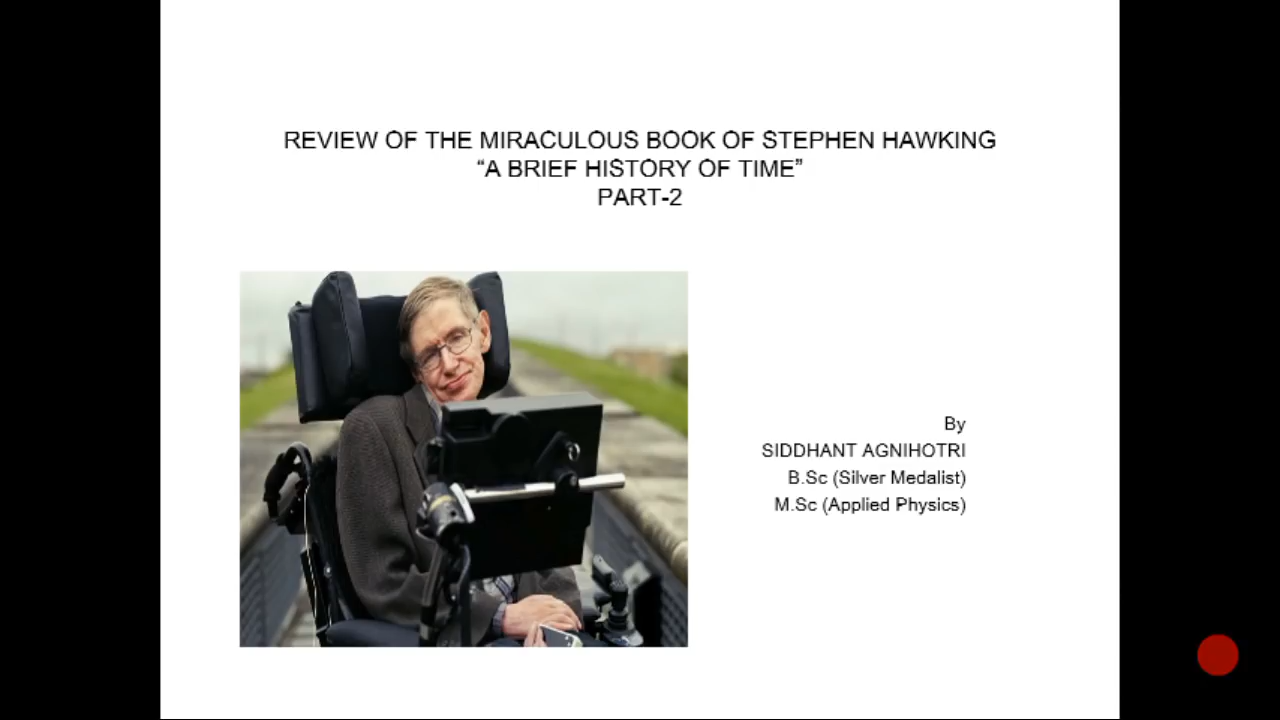 REVIEW OF THE MIRACULOUS BOOK OF STEPHEN HAWKING
“A BRIEF HISTORY OF TIME”
PART-2
By
SIDDHANT AGNIHOTRI
B.Sc (Silver Medalist)
M.Sc (Applied Physics)